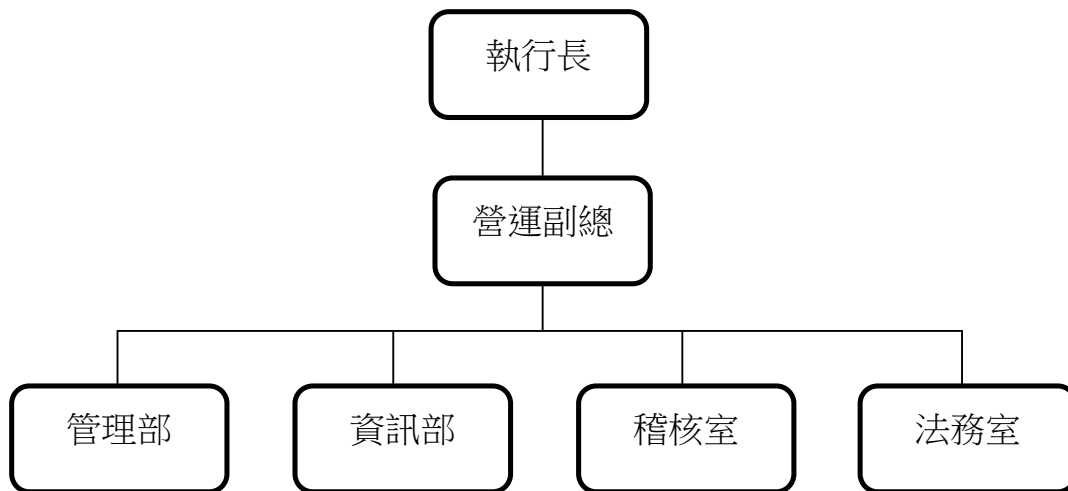 執行長
營運副總
管理部
資訊部
稽核室
法務室